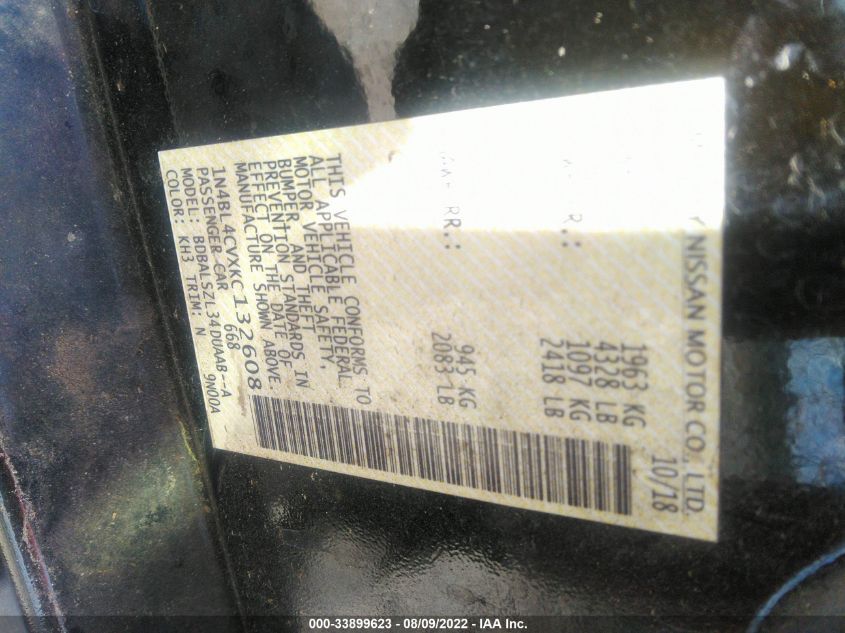 Y NISSAN MOTOR CO., LTD.
10/18
1963 KG
4328 LB
R.: 1097 KG
2418 LB
RR.: 945 KG
2083 LB
THIS VEHICLE CONFORMS TO
ALL APPLICABLE FEDERAL
MOTOR VEHICLE SAFETY,
BUMPER, AND THEFT
PREVENTION STANDARDS IN
EFFECT ON THE DATE OF
MANUFACTURE SHOWN ABOVE.
1N4BL4CVXKC132608
PASSENGER CAR 668
MODEL: BDBALSZL34DUAAB--A
COLOR: KH3 TRIM: N 9N00A
000-33899623 - 08/09/2022 - IAA Inc.